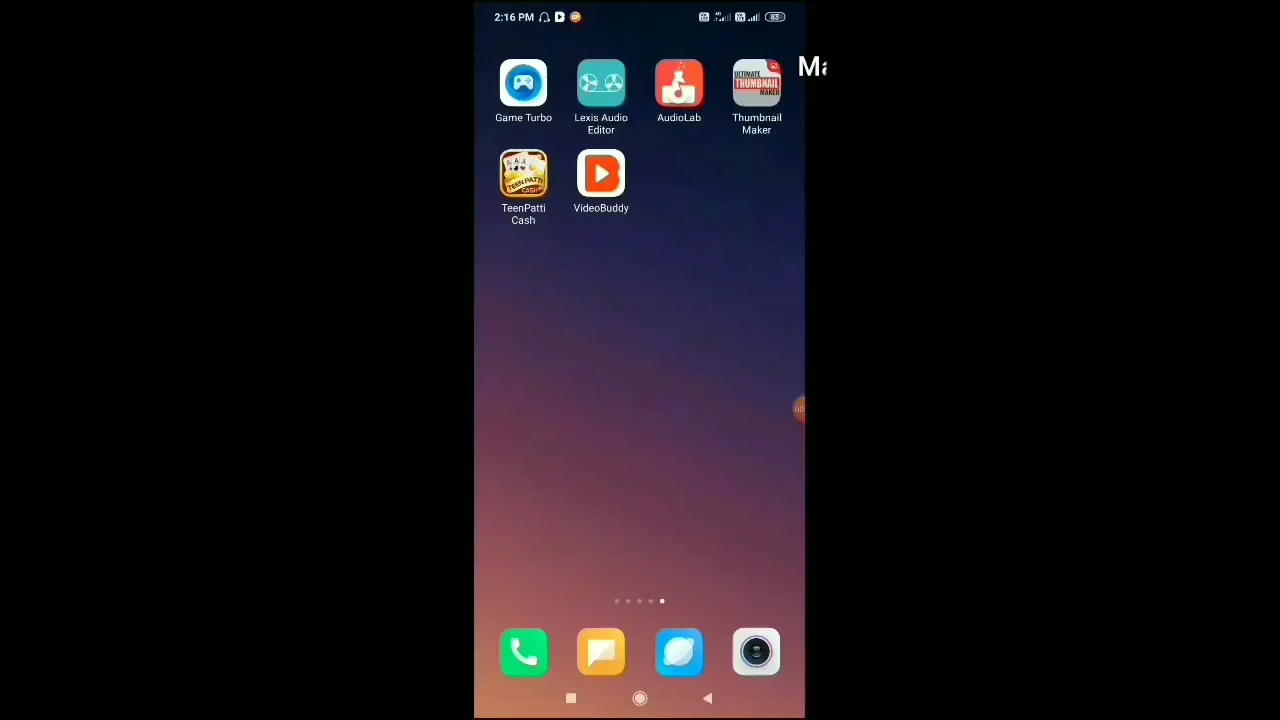 2:16 PM
83
Ma
Game Turbo
Lexis Audio
Editor
AudioLab
ULTIMATE
THUMBNAIL
MAKER
Thumbnail
Maker
TEEN PATTI
CASH
TeenPatti
Cash
VideoBuddy